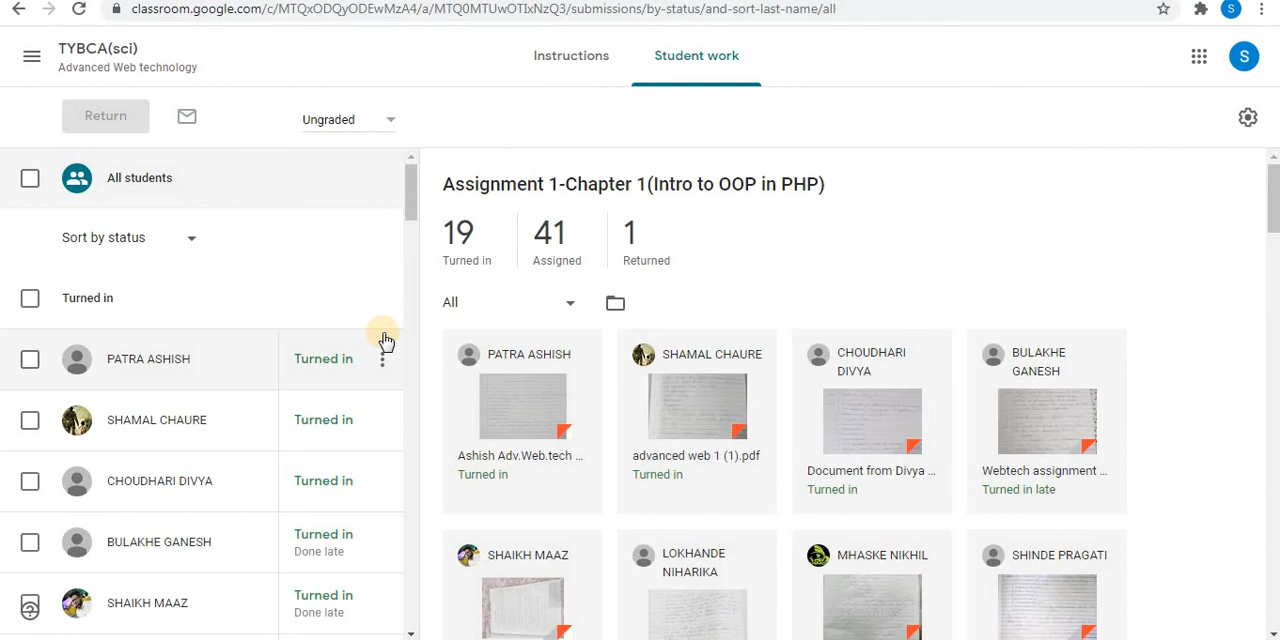 classroom.google.com/c/MTQxODQyODEwMzA4/a/MTQ0MTUwOTIxNzQ3/submissions/by-status/and-sort-last-name/all
S
TYBCA(sci)
Advanced Web technology
Instructions
Student work
S
Return
Ungraded
All students
Sort by status
Turned in
PATRA ASHISH
Turned in
SHAMAL CHAURE
Turned in
CHOUDHARI DIVYA
Turned in
BULAKHE GANESH
Turned in
Done late
SHAIKH MAAZ
Turned in
Done late
Assignment 1-Chapter 1(Intro to OOP in PHP)
19
Turned in
41
Assigned
1
Returned
All
PATRA ASHISH
Ashish Adv.Web.tech ...
Turned in
SHAMAL CHAURE
advanced web 1 (1).pdf
Turned in
CHOUDHARI
DIVYA
Document from Divya ...
Turned in
BULAKHE
GANESH
Webtech assignment ...
Turned in late
SHAIKH MAAZ
LOKHANDE
NIHARIKA
MHASKE NIKHIL
SHINDE PRAGATI